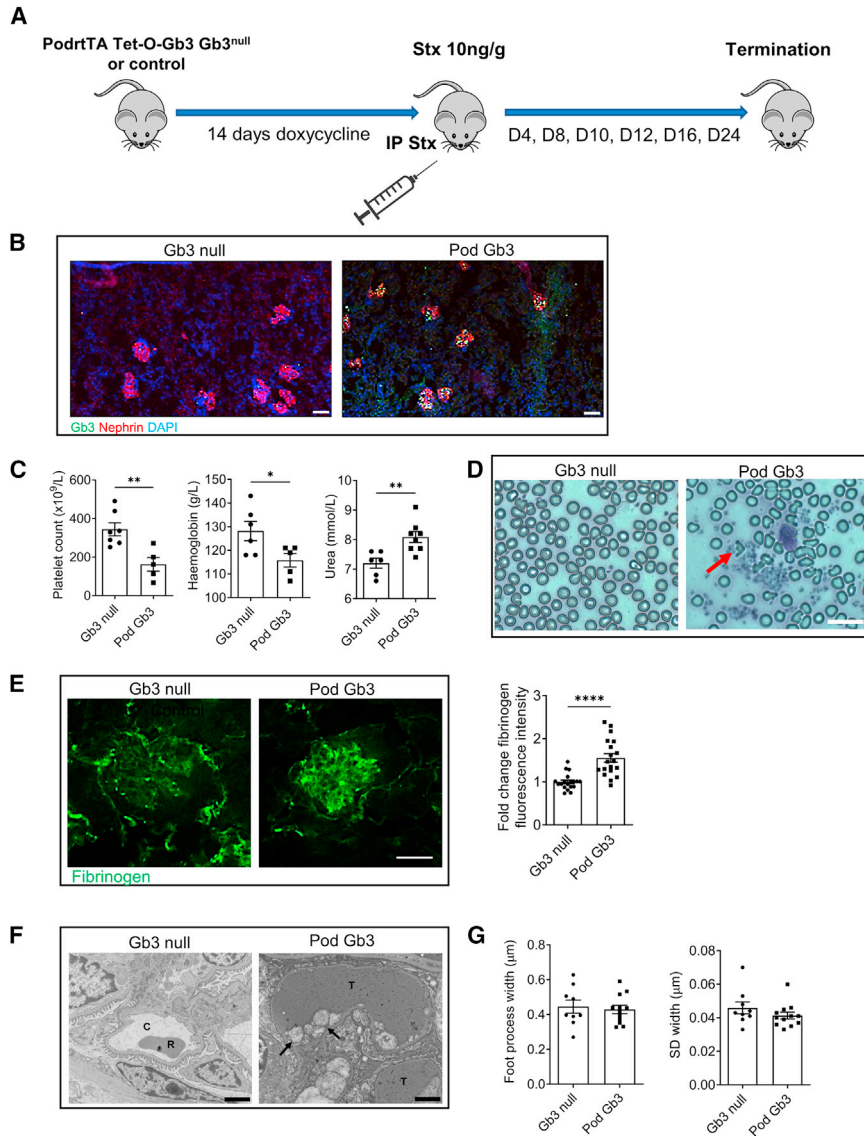 A
PodrtTA Tet-O-Gb3 Gb3null
or control
Stx 10ng/g
Termination
14 days doxycycline
IP Stx
D4, D8, D10, D12, D16, D24
B
Gb3 null
Pod Gb3
Gb3 Nephrin DAPI
C
Platelet count (x10⁹/L)
600
400
200
0
**
Gb3 null
Pod Gb3
Haemoglobin (g/L)
150
140
130
120
110
100
*
Gb3 null
Pod Gb3
Urea (mmol/L)
10
9
8
7
6
**
Gb3 null
Pod Gb3
D
Gb3 null
Pod Gb3
E
Gb3 null
Pod Gb3
Control
Fibrinogen
Fold change fibrinogen
fluorescence intensity
3
2
1
0
****
Gb3 null
Pod Gb3
F
Gb3 null
Pod Gb3
C
R
T
T
G
Foot process width (µm)
0.8
0.6
0.4
0.2
0.0
Gb3 null
Pod Gb3
SD width (µm)
0.08
0.06
0.04
0.02
0.00
Gb3 null
Pod Gb3